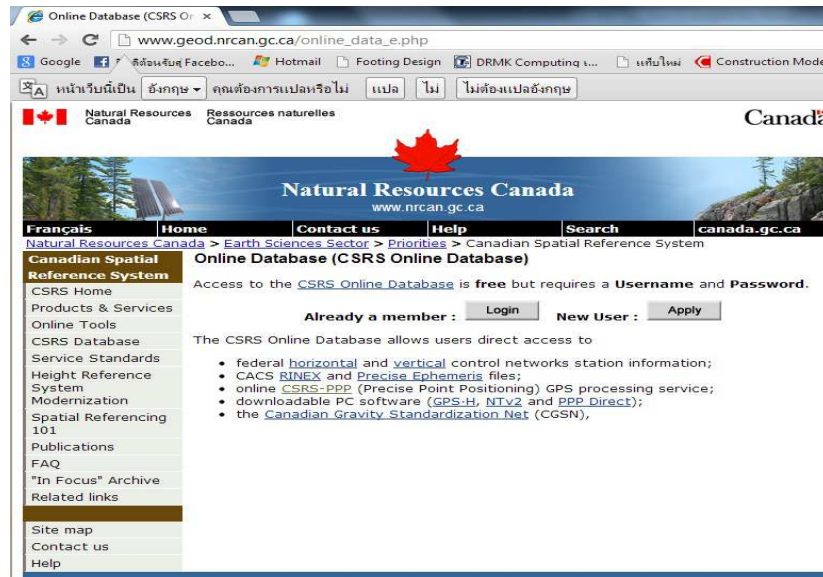 Online Database (CSRS Or ×
www.geod.nrcan.gc.ca/online_data_e.php
Google Facebo... Hotmail Footing Design DRMK Computing เ... แท็บใหม่ Construction Mode
หน้าเว็บนี้เป็น อังกฤษ คุณต้องการแปลหรือไม่ แปล ไม่ ไม่ต้องแปลอังกฤษ
Natural Resources Canada
Ressources naturelles Canada
Canada
Natural Resources Canada
www.nrcan.gc.ca
Français Home Contact us Help Search canada.gc.ca
Natural Resources Canada > Earth Sciences Sector > Priorities > Canadian Spatial Reference System
Canadian Spatial Reference System
CSRS Home
Products & Services
Online Tools
CSRS Database
Service Standards
Height Reference System Modernization
Spatial Referencing 101
Publications
FAQ
"In Focus" Archive
Related links
Site map
Contact us
Help
Online Database (CSRS Online Database)
Access to the CSRS Online Database is free but requires a Username and Password.
Already a member : Login New User : Apply
The CSRS Online Database allows users direct access to
• federal horizontal and vertical control networks station information;
• CACS RINEX and Precise Ephemeris files;
• online CSRS-PPP (Precise Point Positioning) GPS processing service;
• downloadable PC software (GPS·H, NTv2 and PPP Direct);
• the Canadian Gravity Standardization Net (CGSN),